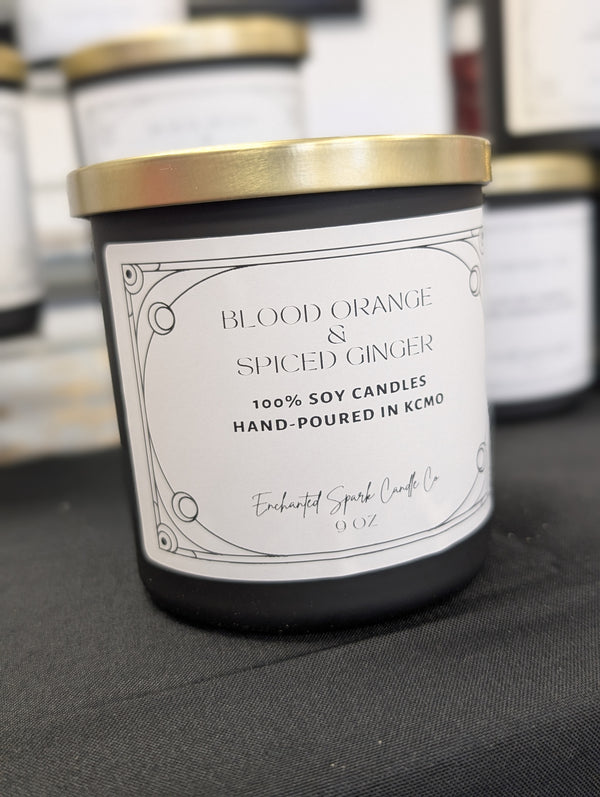 BLOOD ORANGE
&
SPICED GINGER
100% SOY CANDLES
HAND-POURED IN KCMO
Enchanted Spark Candle Co
9 OZ